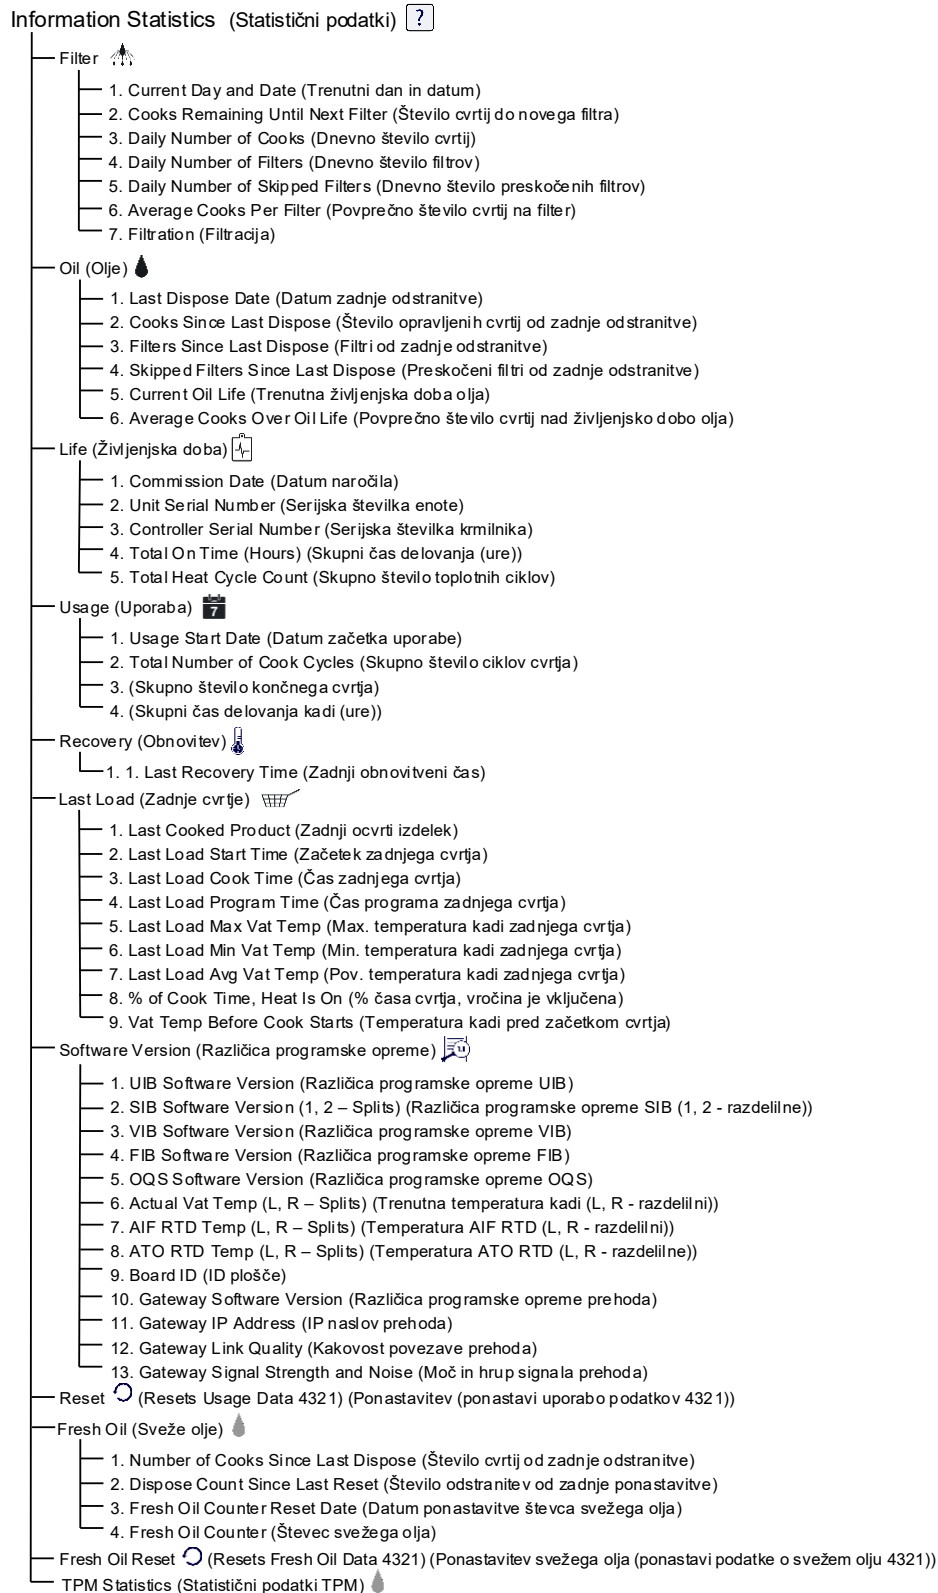 Information Statistics (Statistični podatki) ?
Filter
1. Current Day and Date (Trenutni dan in datum)
2. Cooks Remaining Until Next Filter (Število cvrtij do novega filtra)
3. Daily Number of Cooks (Dnevno število cvrtij)
4. Daily Number of Filters (Dnevno število filtrov)
5. Daily Number of Skipped Filters (Dnevno število preskočenih filtrov)
6. Average Cooks Per Filter (Povprečno število cvrtij na filter)
7. Filtration (Filtracija)
Oil (Olje)
1. Last Dispose Date (Datum zadnje odstranitve)
2. Cooks Since Last Dispose (Število opravljenih cvrtij od zadnje odstranitve)
3. Filters Since Last Dispose (Filtri od zadnje odstranitve)
4. Skipped Filters Since Last Dispose (Preskočeni filtri od zadnje odstranitve)
5. Current Oil Life (Trenutna življenjska doba olja)
6. Average Cooks Over Oil Life (Povprečno število cvrtij nad življenjsko dobo olja)
Life (Življenjska doba)
1. Commission Date (Datum naročila)
2. Unit Serial Number (Serijska številka enote)
3. Controller Serial Number (Serijska številka krmilnika)
4. Total On Time (Hours) (Skupni čas delovanja (ure))
5. Total Heat Cycle Count (Skupno število toplotnih ciklov)
Usage (Uporaba) 7
1. Usage Start Date (Datum začetka uporabe)
2. Total Number of Cook Cycles (Skupno število ciklov cvrtja)
3. (Skupno število končnega cvrtja)
4. (Skupni čas delovanja kadi (ure))
Recovery (Obnovitev)
1. 1. Last Recovery Time (Zadnji obnovitveni čas)
Last Load (Zadnje cvrtje)
1. Last Cooked Product (Zadnji ocvrti izdelek)
2. Last Load Start Time (Začetek zadnjega cvrtja)
3. Last Load Cook Time (Čas zadnjega cvrtja)
4. Last Load Program Time (Čas programa zadnjega cvrtja)
5. Last Load Max Vat Temp (Max. temperatura kadi zadnjega cvrtja)
6. Last Load Min Vat Temp (Min. temperatura kadi zadnjega cvrtja)
7. Last Load Avg Vat Temp (Pov. temperatura kadi zadnjega cvrtja)
8. % of Cook Time, Heat Is On (% časa cvrtja, vročina je vključena)
9. Vat Temp Before Cook Starts (Temperatura kadi pred začetkom cvrtja)
Software Version (Različica programske opreme) 1.1
1. UIB Software Version (Različica programske opreme UIB)
2. SIB Software Version (1, 2 – Splits) (Različica programske opreme SIB (1, 2 - razdelilne))
3. VIB Software Version (Različica programske opreme VIB)
4. FIB Software Version (Različica programske opreme FIB)
5. OQS Software Version (Različica programske opreme OQS)
6. Actual Vat Temp (L, R – Splits) (Trenutna temperatura kadi (L, R - razdelilni))
7. AIF RTD Temp (L, R – Splits) (Temperatura AIF RTD (L, R - razdelilni))
8. ATO RTD Temp (L, R – Splits) (Temperatura ATO RTD (L, R - razdelilne))
9. Board ID (ID plošče)
10. Gateway Software Version (Različica programske opreme prehoda)
11. Gateway IP Address (IP naslov prehoda)
12. Gateway Link Quality (Kakovost povezave prehoda)
13. Gateway Signal Strength and Noise (Moč in hrup signala prehoda)
Reset (Resets Usage Data 4321) (Ponastavitev (ponastavi uporabo podatkov 4321))
Fresh Oil (Sveže olje)
1. Number of Cooks Since Last Dispose (Število cvrtij od zadnje odstranitve)
2. Dispose Count Since Last Reset (Število odstranitev od zadnje ponastavitve)
3. Fresh Oil Counter Reset Date (Datum ponastavitve števca svežega olja)
4. Fresh Oil Counter (Števec svežega olja)
Fresh Oil Reset (Resets Fresh Oil Data 4321) (Ponastavitev svežega olja (ponastavi podatke o svežem olju 4321))
TPM Statistics (Statistični podatki TPM)